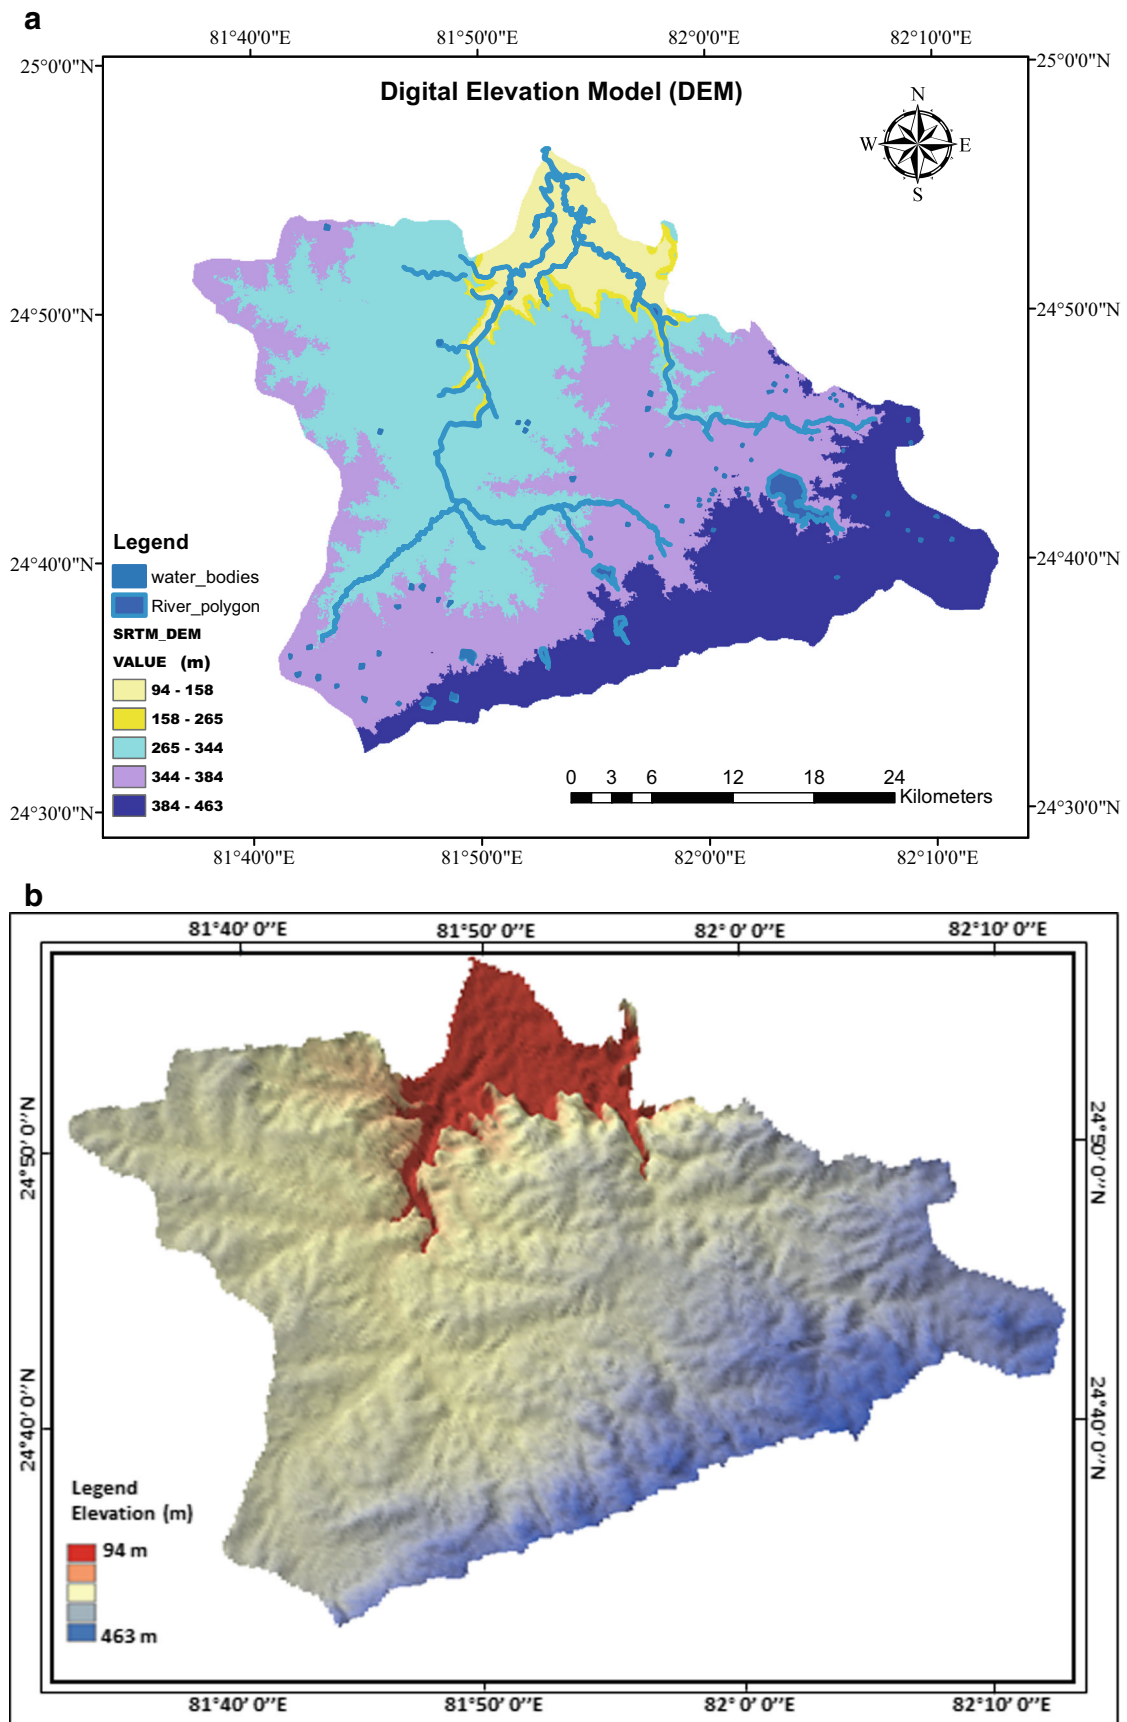 a
81°40'0"E 81°50'0"E 82°0'0"E 82°10'0"E
25°0'0"N 25°0'0"N
Digital Elevation Model (DEM)
N
W E
S
24°50'0"N 24°50'0"N
24°40'0"N 24°40'0"N
Legend
water_bodies
River_polygon
SRTM_DEM
VALUE (m)
94 - 158
158 - 265
265 - 344
344 - 384
384 - 463
0 3 6 12 18 24
Kilometers
24°30'0"N 24°30'0"N
81°40'0"E 81°50'0"E 82°0'0"E 82°10'0"E
b
81°40' 0''E 81°50' 0''E 82° 0' 0''E 82°10' 0''E
24°50' 0''N 24°50' 0''N
24°40' 0''N 24°40' 0''N
Legend
Elevation (m)
94 m
463 m
81°40' 0''E 81°50' 0''E 82° 0' 0''E 82°10' 0''E